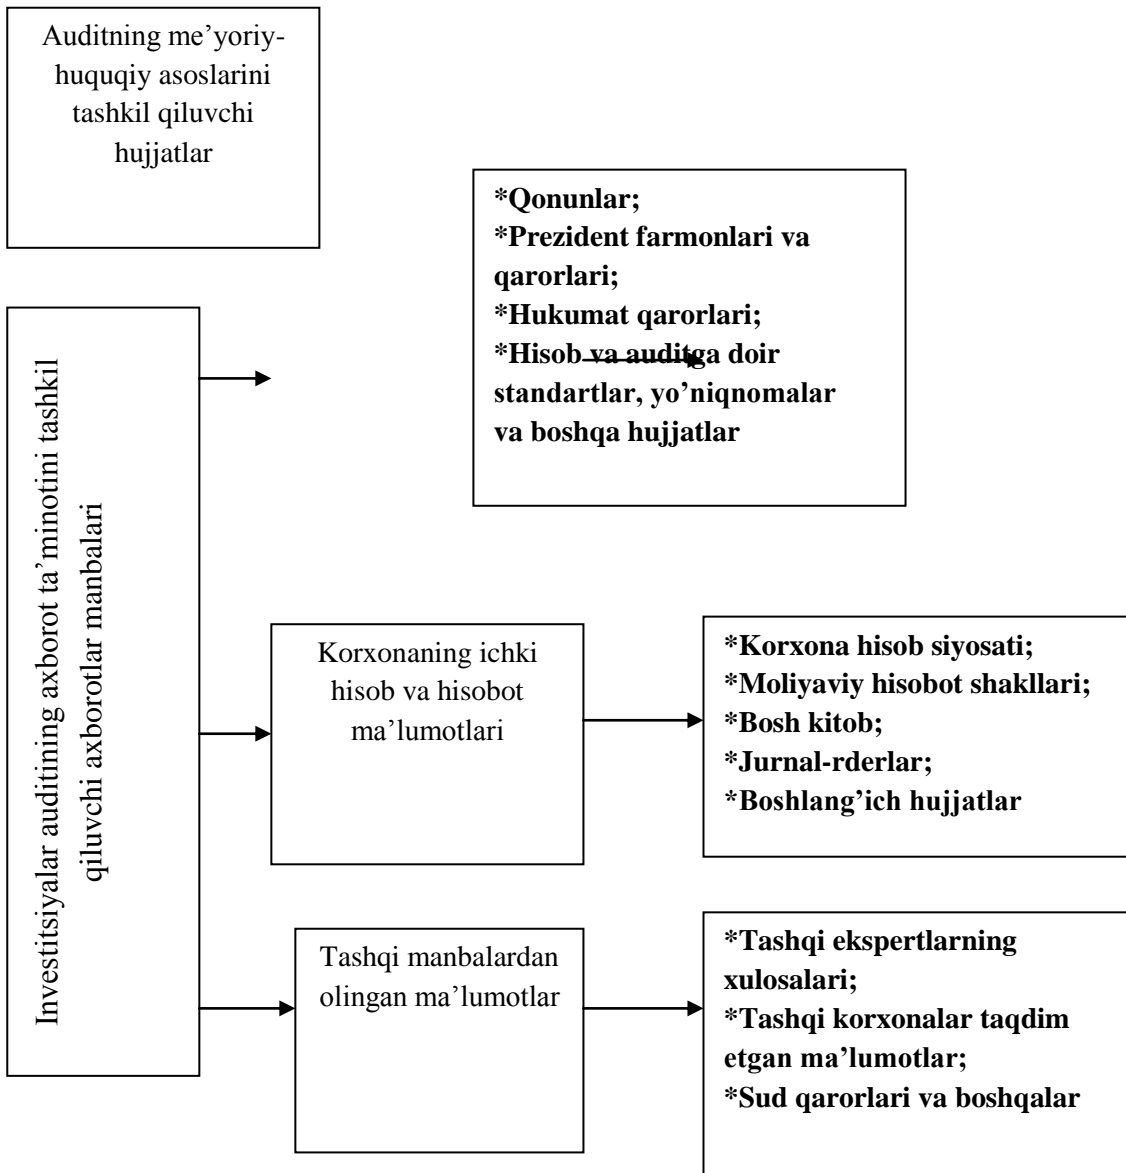 Auditning me’yoriy-
huquqiy asoslarini
tashkil qiluvchi
hujjatlar
*Qonunlar;
*Prezident farmonlari va
qarorlari;
*Hukumat qarorlari;
*Hisob va auditga doir
standartlar, yo’niqnomalar
va boshqa hujjatlar
Investitsiyalar auditining axborot ta’minotini tashkil
qiluvchi axborotlar manbalari
Korxonaning ichki
hisob va hisobot
ma’lumotlari
*Korxona hisob siyosati;
*Moliyaviy hisobot shakllari;
*Bosh kitob;
*Jurnal-rderlar;
*Boshlang’ich hujjatlar
Tashqi manbalardan
olingan ma’lumotlar
*Tashqi ekspertlarning
xulosalari;
*Tashqi korxonalar taqdim
etgan ma’lumotlar;
*Sud qarorlari va boshqalar